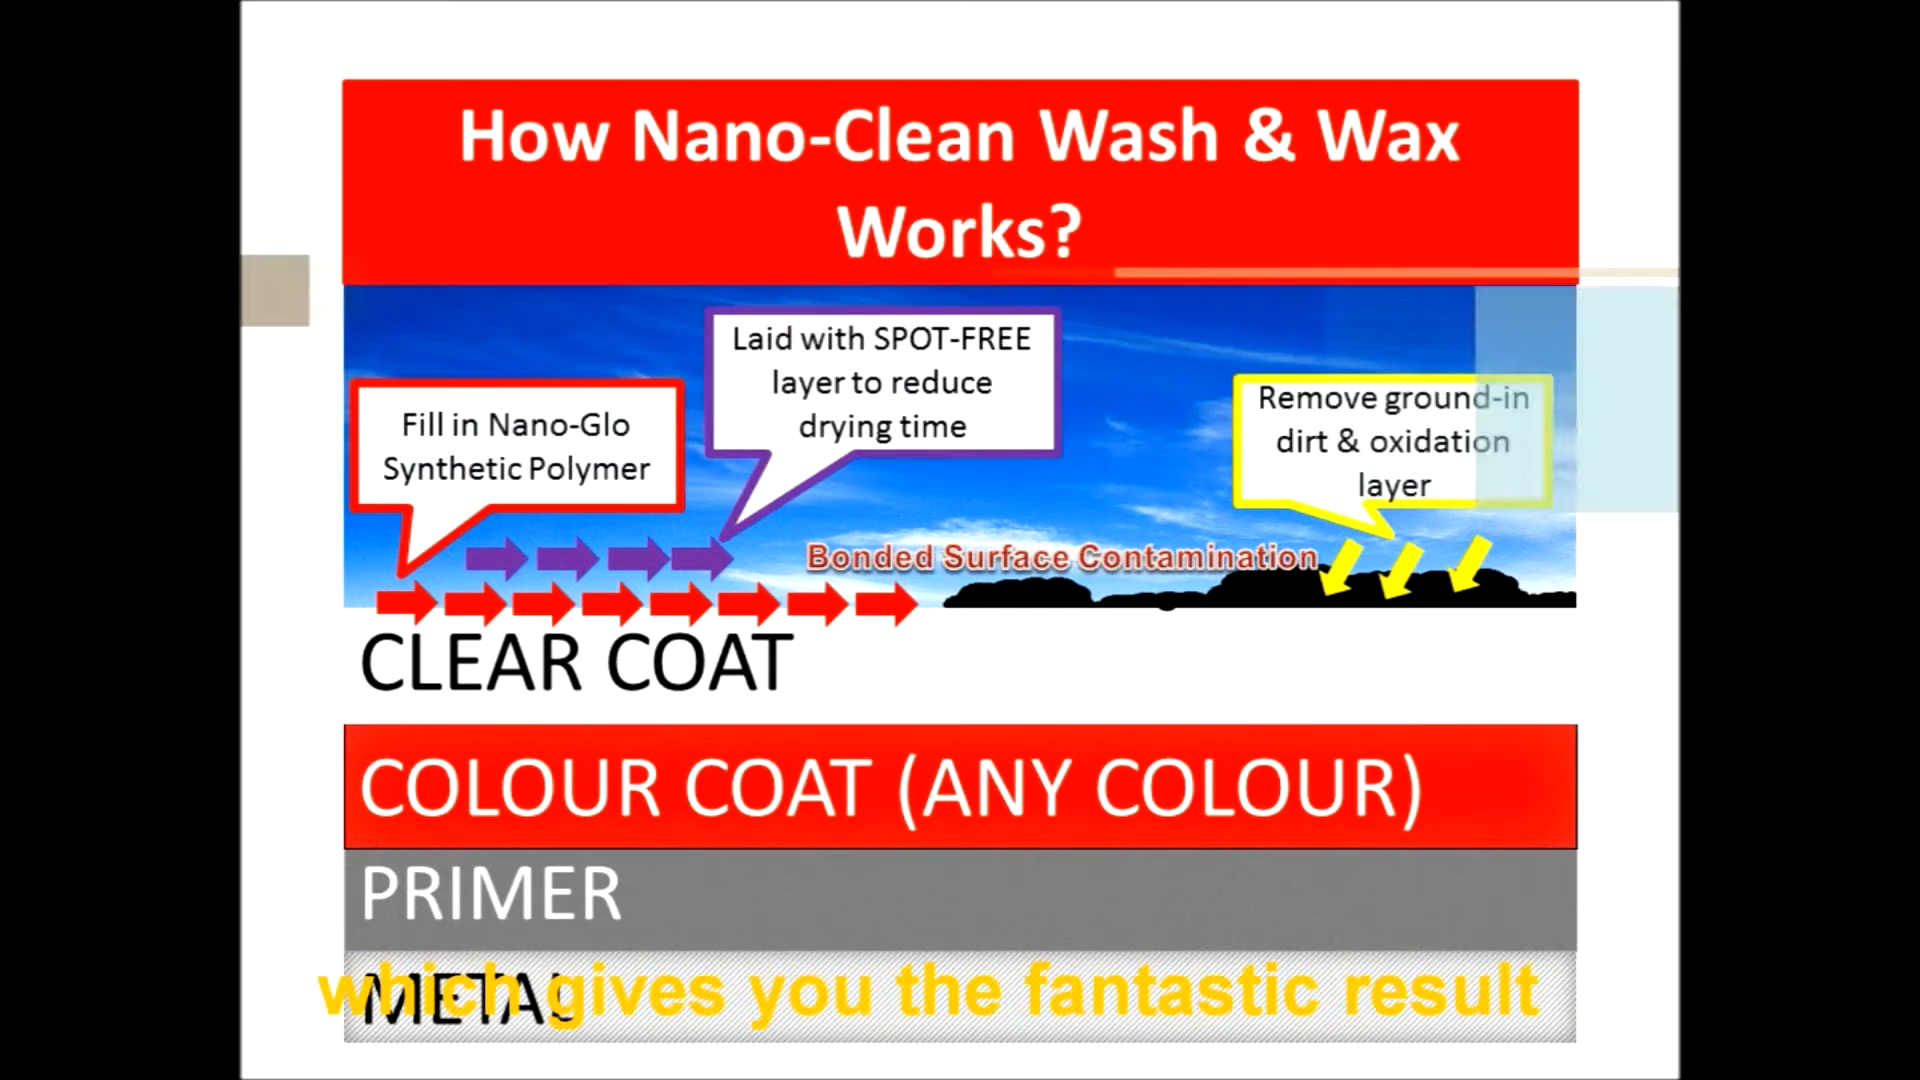 How Nano-Clean Wash & Wax
Works?
Laid with SPOT-FREE
layer to reduce
drying time
Fill in Nano-Glo
Synthetic Polymer
Remove ground-in
dirt & oxidation
layer
Bonded Surface Contamination
CLEAR COAT
COLOUR COAT (ANY COLOUR)
PRIMER
METAL
which gives you the fantastic result